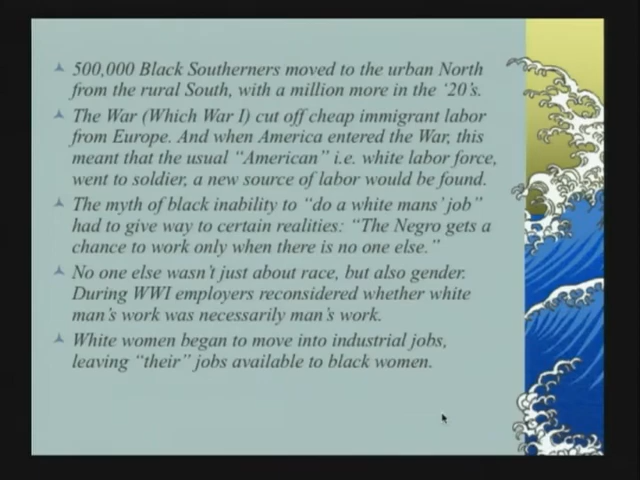 500,000 Black Southerners moved to the urban North
from the rural South, with a million more in the '20's.
The War (Which War I) cut off cheap immigrant labor
from Europe. And when America entered the War, this
meant that the usual "American" i.e. white labor force,
went to soldier, a new source of labor would be found.
The myth of black inability to "do a white mans' job"
had to give way to certain realities: "The Negro gets a
chance to work only when there is no one else."
No one else wasn't just about race, but also gender.
During WWI employers reconsidered whether white
man's work was necessarily man's work.
White women began to move into industrial jobs,
leaving "their" jobs available to black women.